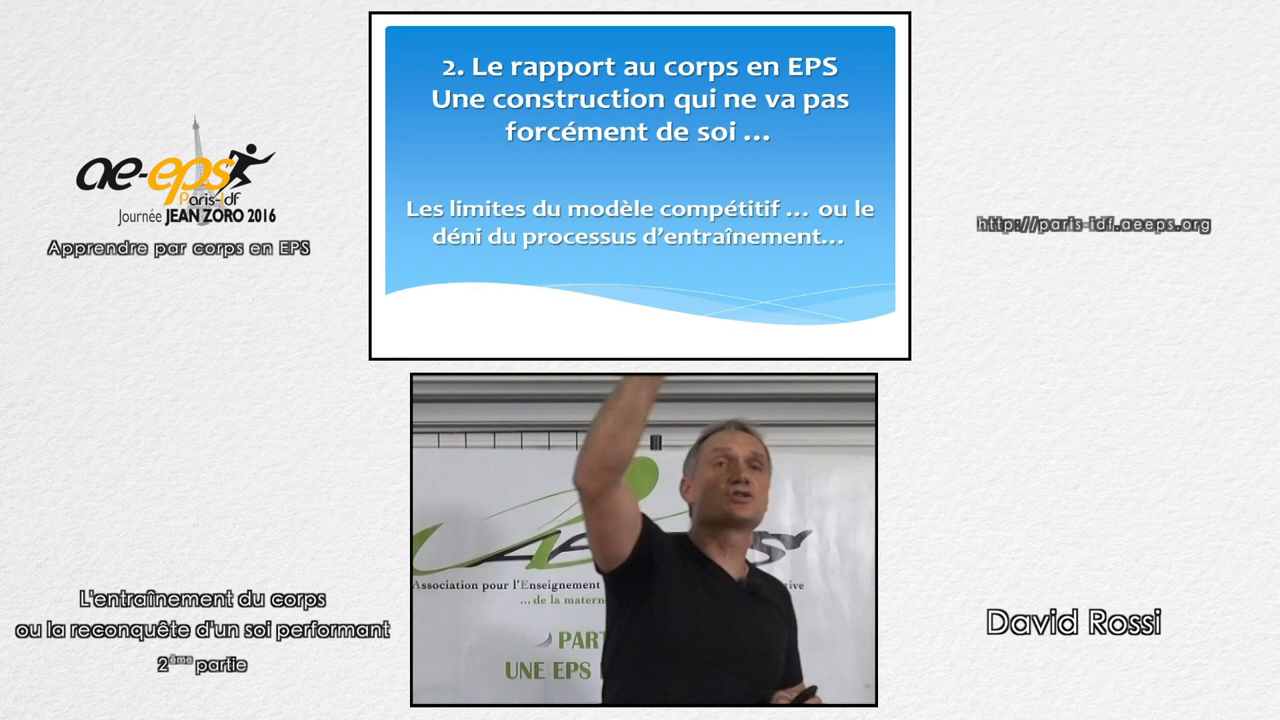 2. Le rapport au corps en EPS
Une construction qui ne va pas
forcément de soi ...
Les limites du modèle compétitif ... ou le
déni du processus d'entraînement...
ae-eps
Paris-Idf
Journée JEAN ZORO 2016
Apprendre par corps en EPS
http://paris-idf.aeeps.org
Association pour l'Enseignement
... de la matern
PART
UNE EPS
L'entraînement du corps
ou la reconquête d'un soi performant
2ème partie
David Rossi